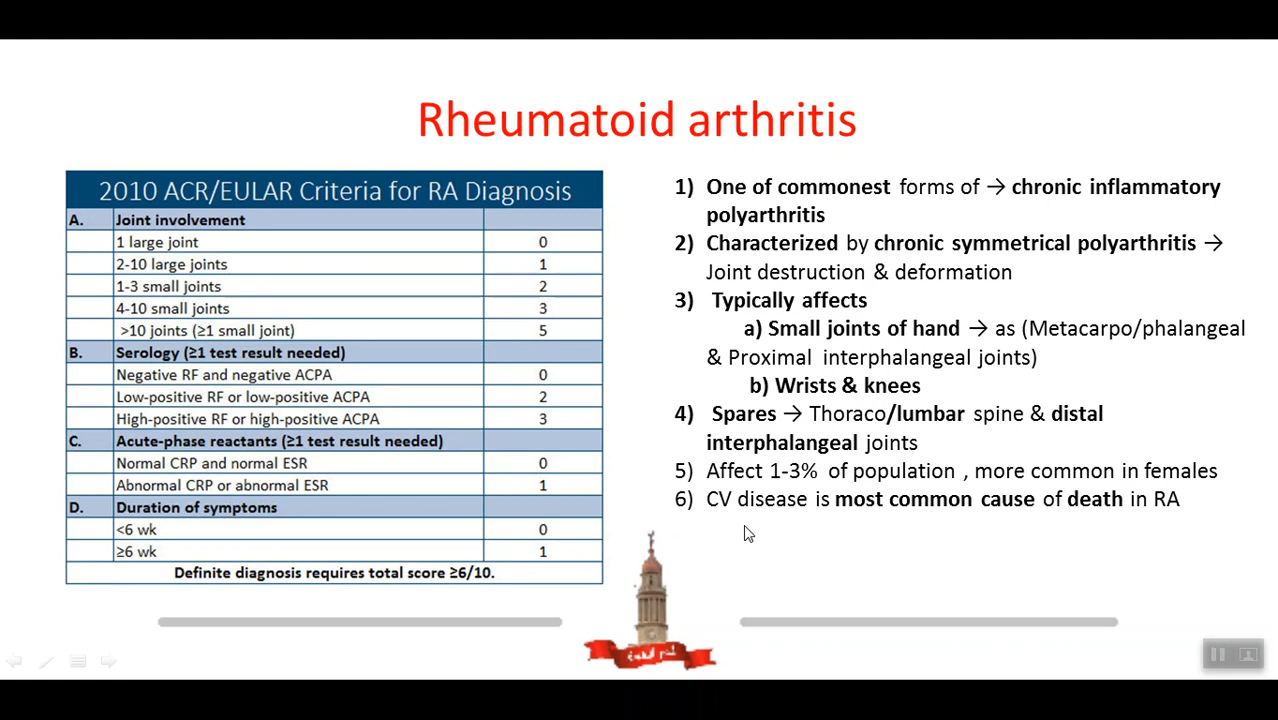 Rheumatoid arthritis
2010 ACR/EULAR Criteria for RA Diagnosis
A. Joint involvement
1 large joint 0
2-10 large joints 1
1-3 small joints 2
4-10 small joints 3
>10 joints (≥1 small joint) 5
B. Serology (≥1 test result needed)
Negative RF and negative ACPA 0
Low-positive RF or low-positive ACPA 2
High-positive RF or high-positive ACPA 3
C. Acute-phase reactants (≥1 test result needed)
Normal CRP and normal ESR 0
Abnormal CRP or abnormal ESR 1
D. Duration of symptoms
<6 wk 0
≥6 wk 1
Definite diagnosis requires total score ≥6/10.
1) One of commonest forms of → chronic inflammatory
polyarthritis
2) Characterized by chronic symmetrical polyarthritis →
Joint destruction & deformation
3) Typically affects
a) Small joints of hand → as (Metacarpo/phalangeal
& Proximal interphalangeal joints)
b) Wrists & knees
4) Spares → Thoraco/lumbar spine & distal
interphalangeal joints
5) Affect 1-3% of population , more common in females
6) CV disease is most common cause of death in RA